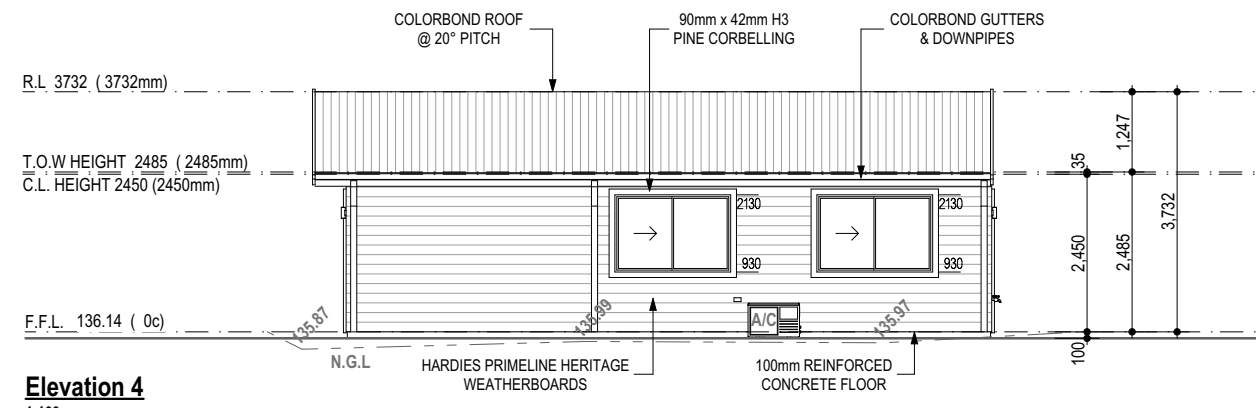 COLORBOND ROOF
@ 20° PITCH
90mm x 42mm H3
PINE CORBELLING
COLORBOND GUTTERS
& DOWNPIPES
R.L 3732 ( 3732mm)
T.O.W HEIGHT 2485 ( 2485mm)
C.L. HEIGHT 2450 (2450mm)
1,247
35
3,732
2,450
2,485
2130
2130
930
930
F.F.L. 136.14 ( 0c)
135.87
135.99
A/C
135.97
100
N.G.L
HARDIES PRIMELINE HERITAGE
WEATHERBOARDS
100mm REINFORCED
CONCRETE FLOOR
Elevation 4